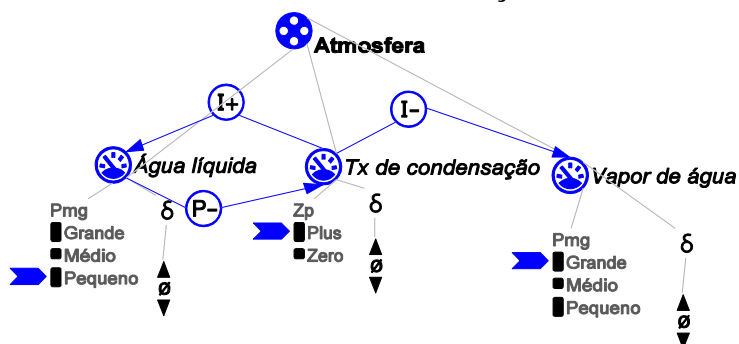 Atmosfera
I+
I-
Água líquida
Tx de condensação
Vapor de água
P-
δ
δ
δ
Pmg
Grande
Médio
Pequeno
Zp
Plus
Zero
Pmg
Grande
Médio
Pequeno
ø
ø
ø